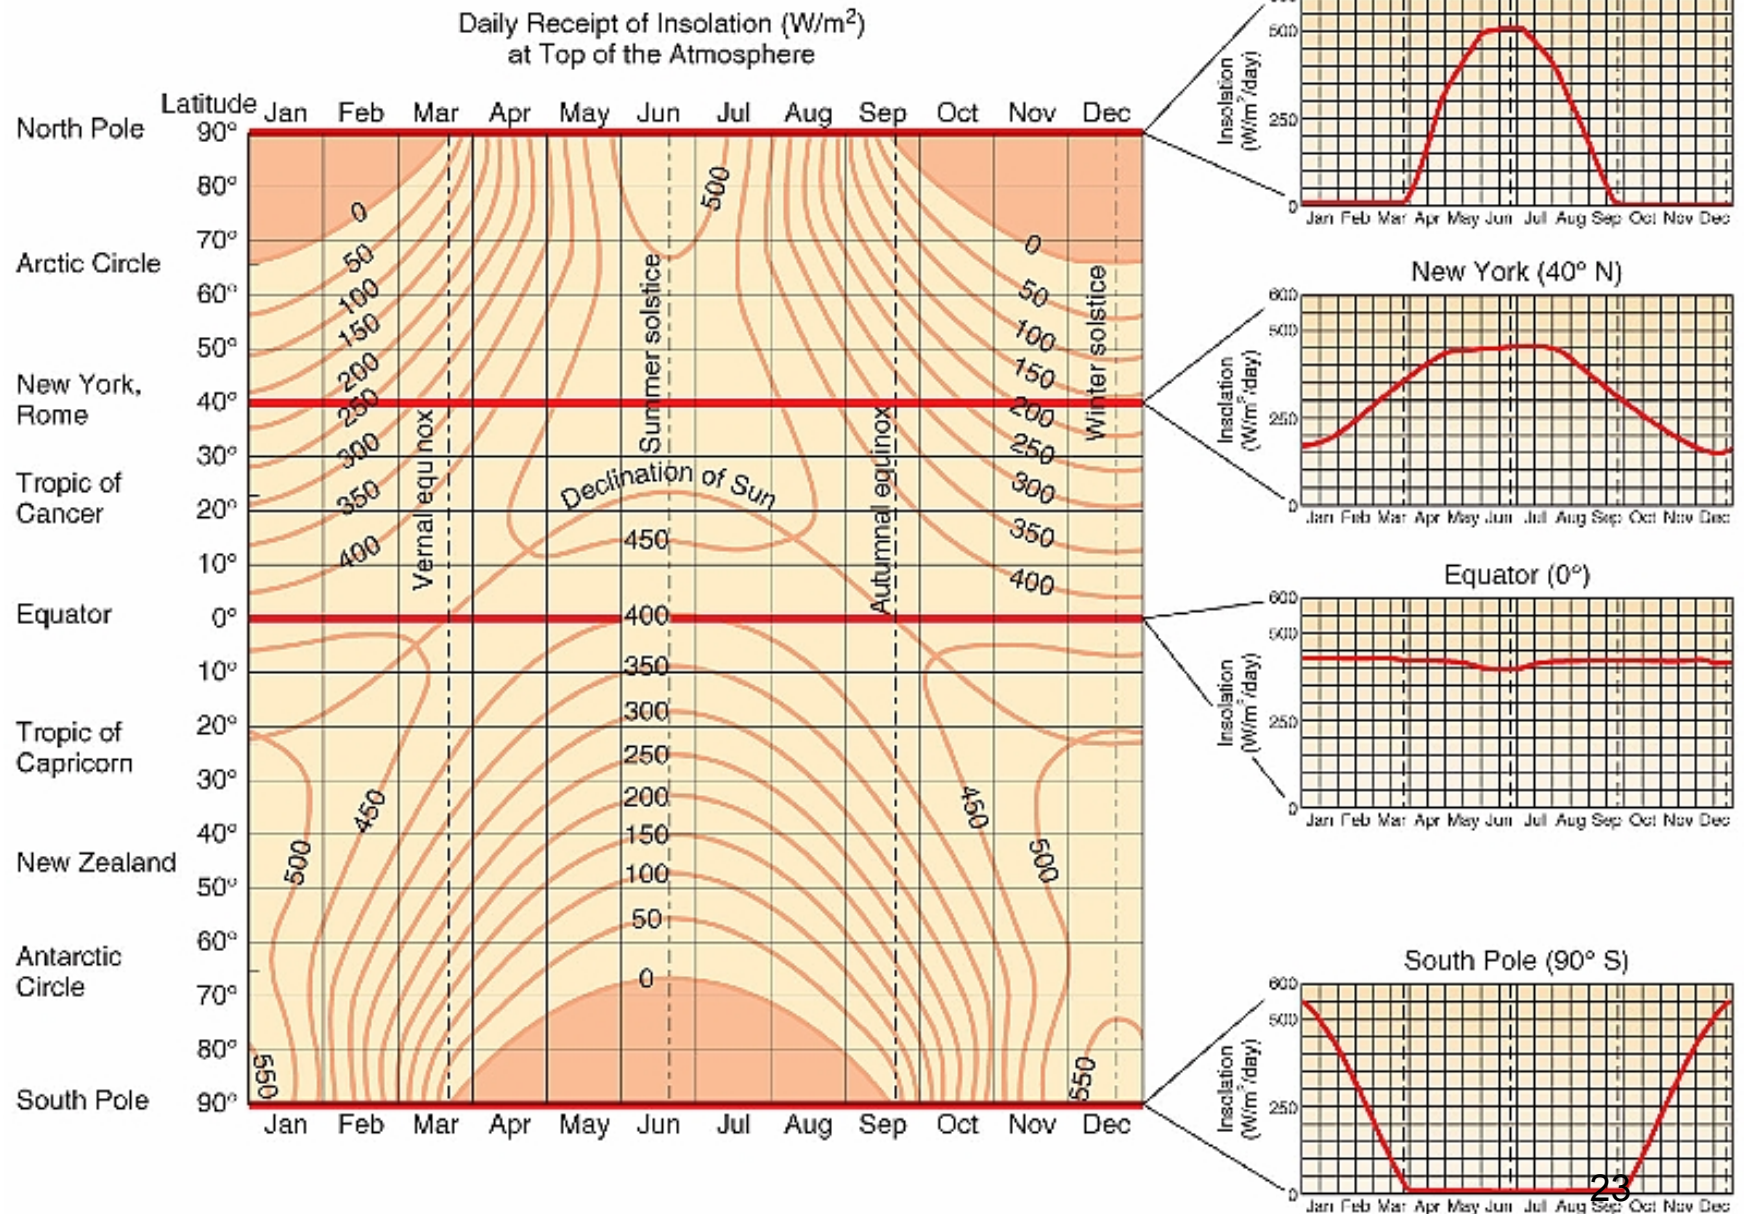 Daily Receipt of Insolation (W/m²)
at Top of the Atmosphere
Latitude
Jan Feb Mar Apr May Jun Jul Aug Sep Oct Nov Dec
North Pole
90°
80°
70°
Arctic Circle
60°
50°
New York,
Rome
40°
30°
Tropic of
Cancer
20°
10°
Equator
0°
10°
20°
Tropic of
Capricorn
30°
40°
New Zealand
50°
60°
Antarctic
Circle
70°
80°
South Pole
90°
Jan Feb Mar Apr May Jun Jul Aug Sep Oct Nov Dec
0
50
100
150
200
250
300
350
400
500
0
50
100
150
200
250
300
350
400
Vernal equinox
Summer solstice
Autumnal equinox
Winter solstice
Declination of Sun
450
400
350
300
250
200
150
100
50
0
500
450
450
500
550
550
500
250
0
Insolation
(W/m²/day)
Jan Feb Mar Apr May Jun Jul Aug Sep Oct Nov Dec
New York (40° N)
600
500
250
0
Insolation
(W/m²/day)
Jan Feb Mar Apr May Jun Jul Aug Sep Oct Nov Dec
Equator (0°)
600
500
250
0
Insolation
(W/m²/day)
Jan Feb Mar Apr May Jun Jul Aug Sep Oct Nov Dec
South Pole (90° S)
600
500
250
0
Insolation
(W/m²/day)
Jan Feb Mar Apr May Jun Jul Aug Sep Oct Nov Dec
23